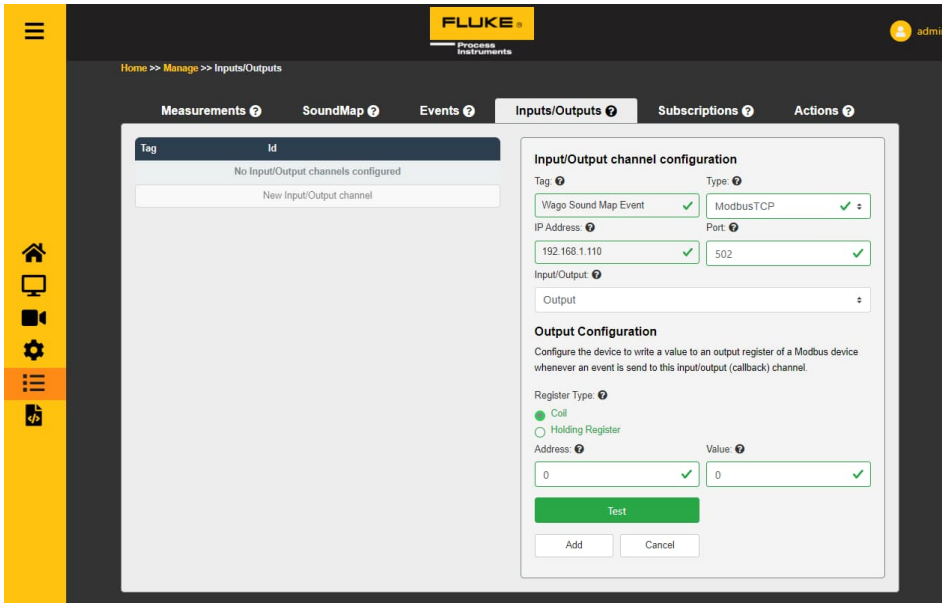 FLUKE ®
Process
Instruments
admi
Home >> Manage >> Inputs/Outputs
Measurements ? SoundMap ? Events ? Inputs/Outputs ? Subscriptions ? Actions ?
Tag Id
No Input/Output channels configured
New Input/Output channel
Input/Output channel configuration
Tag: ? Type: ?
Wago Sound Map Event ModbusTCP
IP Address: ? Port: ?
192.168.1.110 502
Input/Output: ?
Output
Output Configuration
Configure the device to write a value to an output register of a Modbus device
whenever an event is send to this input/output (callback) channel.
Register Type: ?
Coil
Holding Register
Address: ? Value: ?
0 0
Test
Add Cancel